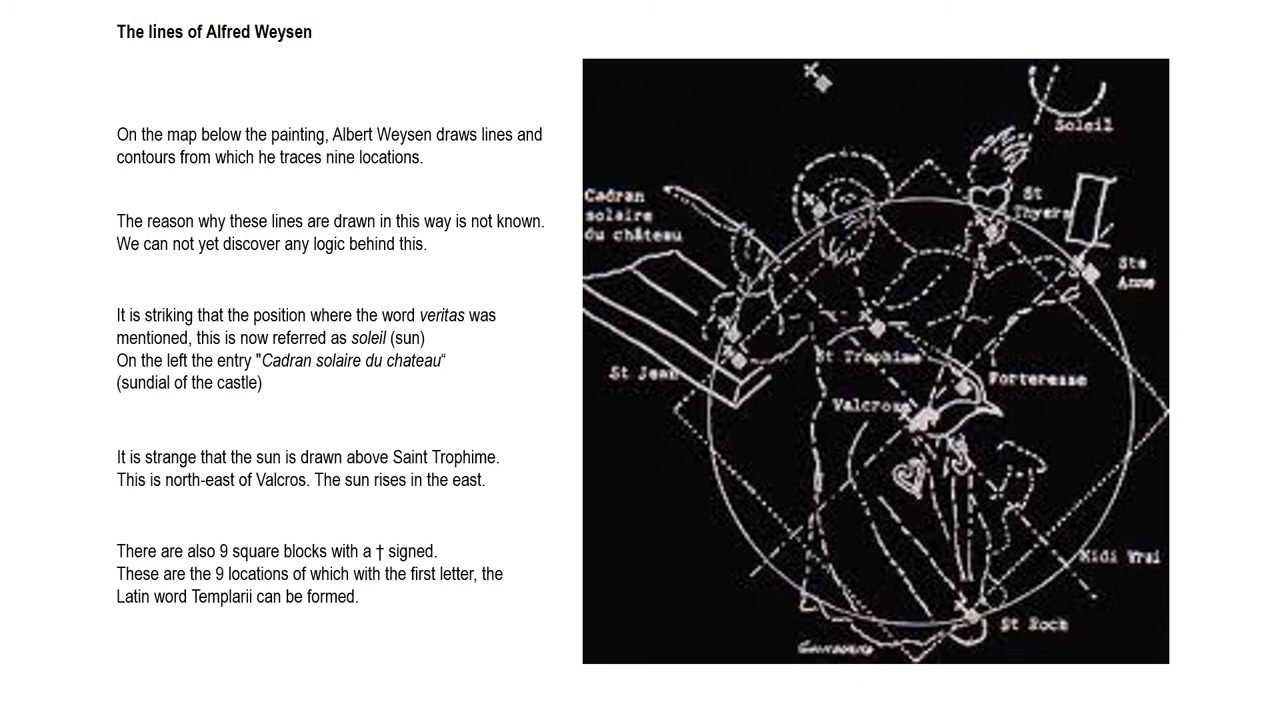 The lines of Alfred Weysen
On the map below the painting, Albert Weysen draws lines and
contours from which he traces nine locations.
The reason why these lines are drawn in this way is not known.
We can not yet discover any logic behind this.
It is striking that the position where the word veritas was
mentioned, this is now referred as soleil (sun)
On the left the entry "Cadran solaire du chateau“
(sundial of the castle)
It is strange that the sun is drawn above Saint Trophime.
This is north-east of Valcros. The sun rises in the east.
There are also 9 square blocks with a † signed.
These are the 9 locations of which with the first letter, the
Latin word Templarii can be formed.
Soleil
Cadran
solaire
du château
St
Thyers
Ste
Anne
St Trophime
St Jean
Forteresse
Valcros
Midi Vrai
St Roch